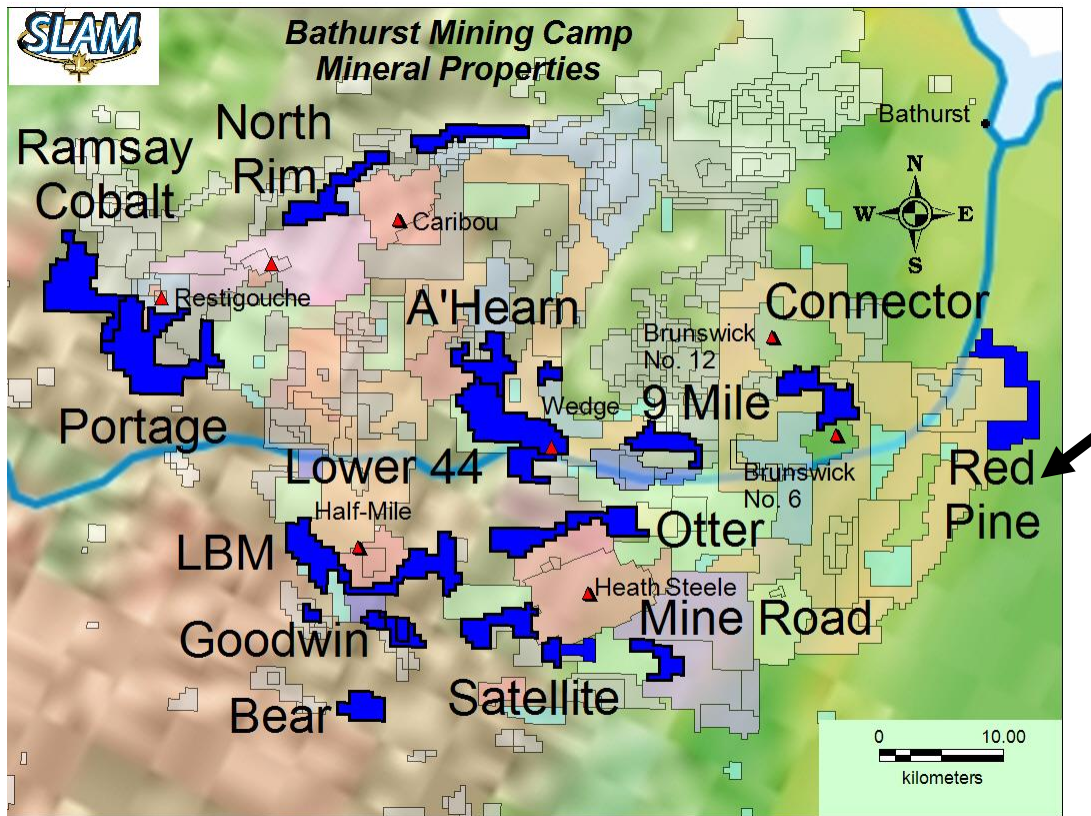 SLAM
Bathurst Mining Camp
Mineral Properties
Bathurst
North
Rim
Ramsay
Cobalt
N
W
E
S
Caribou
Restigouche
A'Hearn
Connector
Brunswick
No. 12
Portage
Wedge
9 Mile
Lower 44
Brunswick
No. 6
Red
Pine
Half-Mile
LBM
Otter
Heath Steele
Mine Road
Goodwin
Satellite
Bear
0 10.00
kilometers